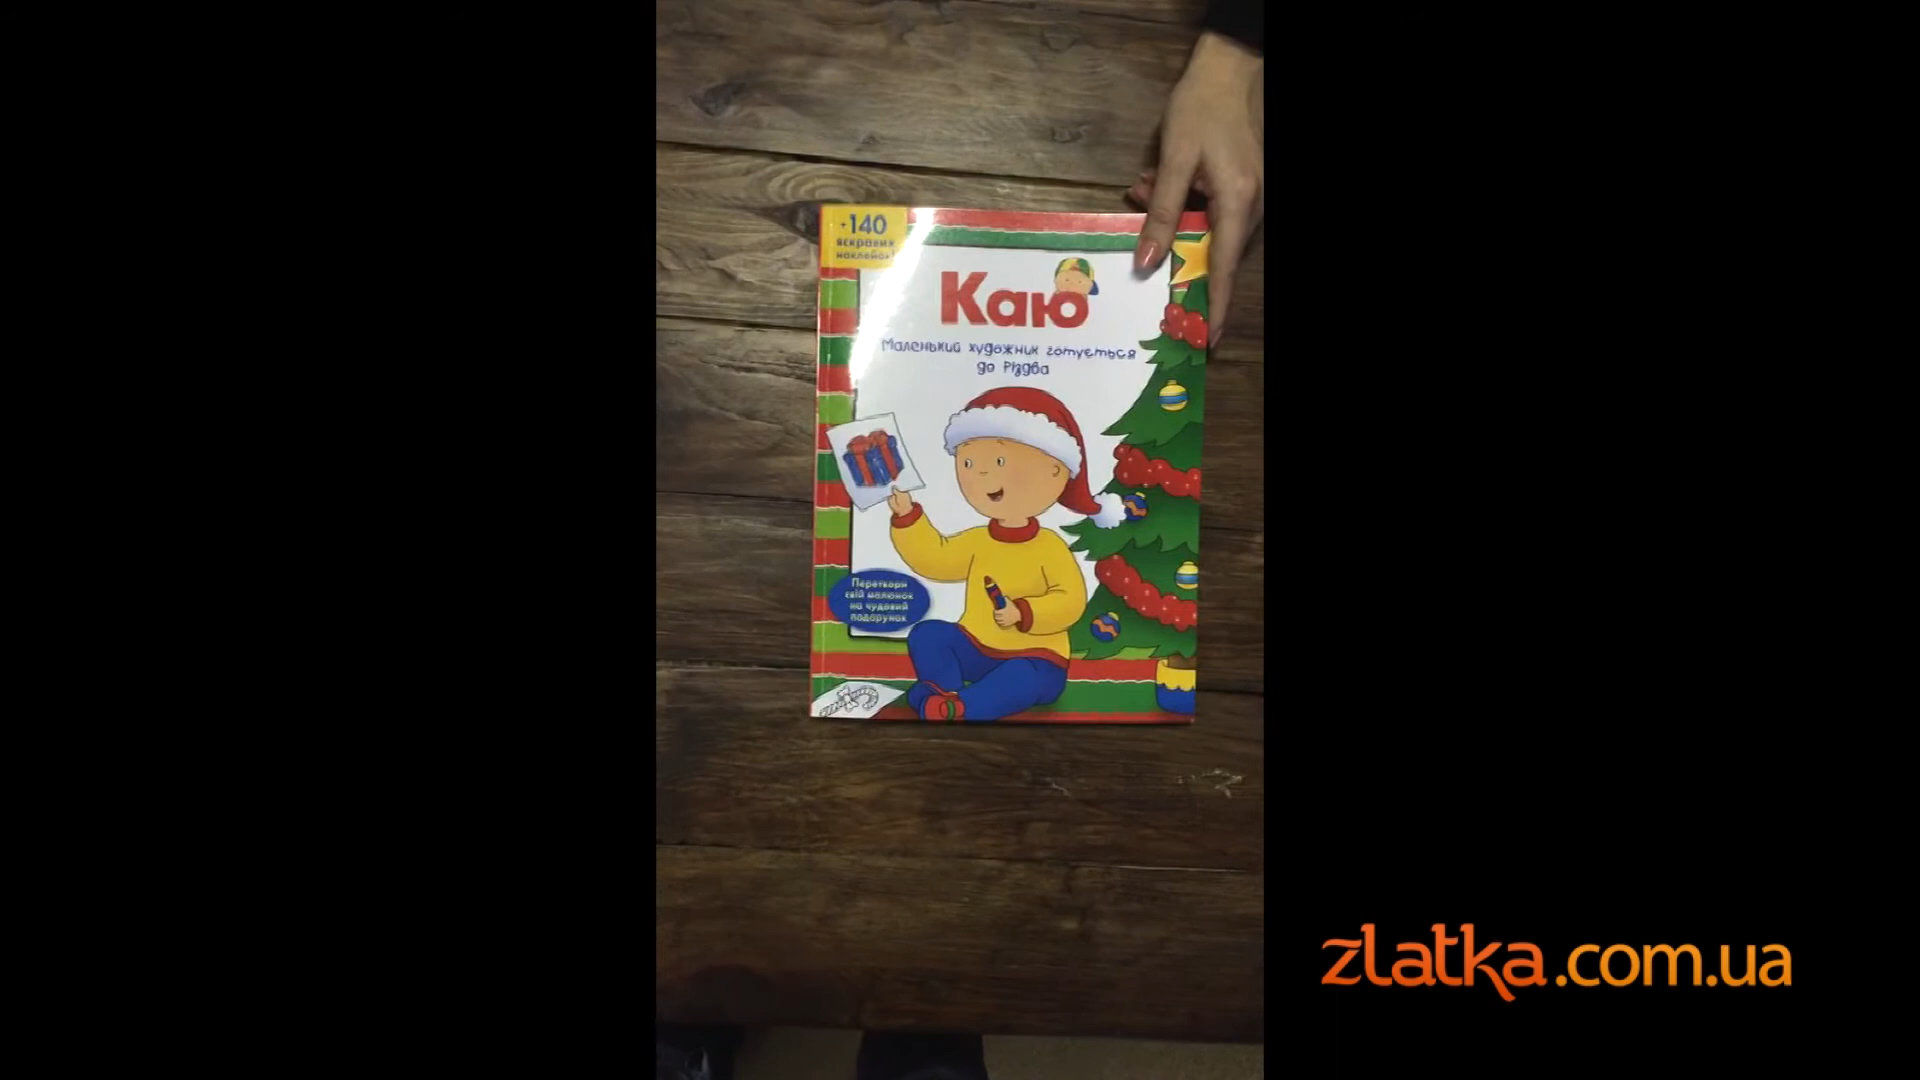 +140
яскравих
наклейок
Каю
Маленький художник готується
до Різдва
Перетвори
свій малюнок
на чудовий
подарунок
zlatka.com.ua